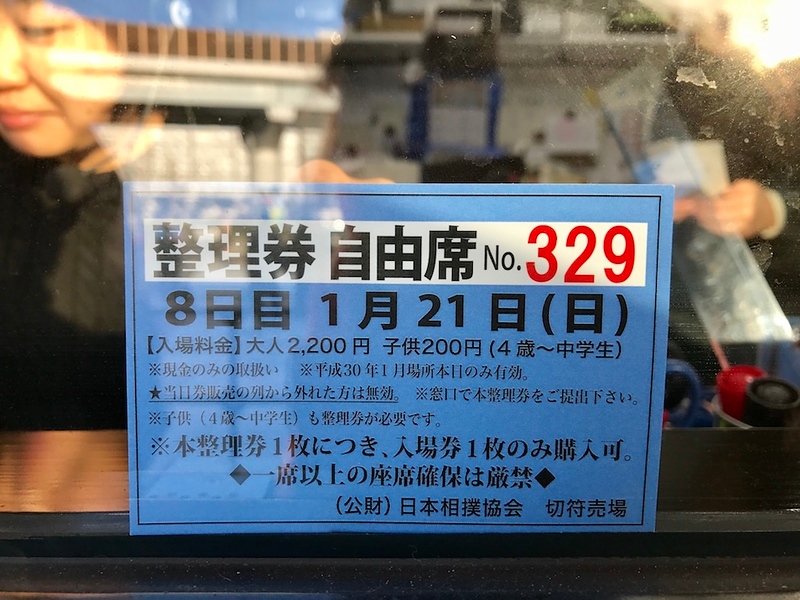 整理券 自由席 No.329
8日目 1月21日(日)
【入場料金】大人2,200円 子供200円(4歳～中学生)
※現金のみの取扱い ※平成30年1月場所本日のみ有効。
★当日券販売の列から外れた方は無効。 ※窓口で本整理券をご提出下さい。
※子供(4歳～中学生)も整理券が必要です。
※本整理券1枚につき、入場券1枚のみ購入可。
◆一席以上の座席確保は厳禁◆
(公財)日本相撲協会 切符売場